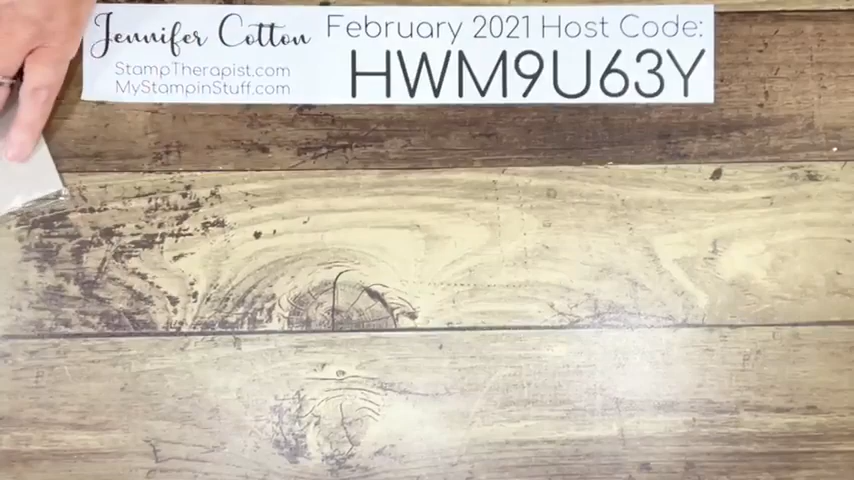 Jennifer Cotton
StampTherapist.com
MyStampinStuff.com
February 2021 Host Code:
HWM9U63Y